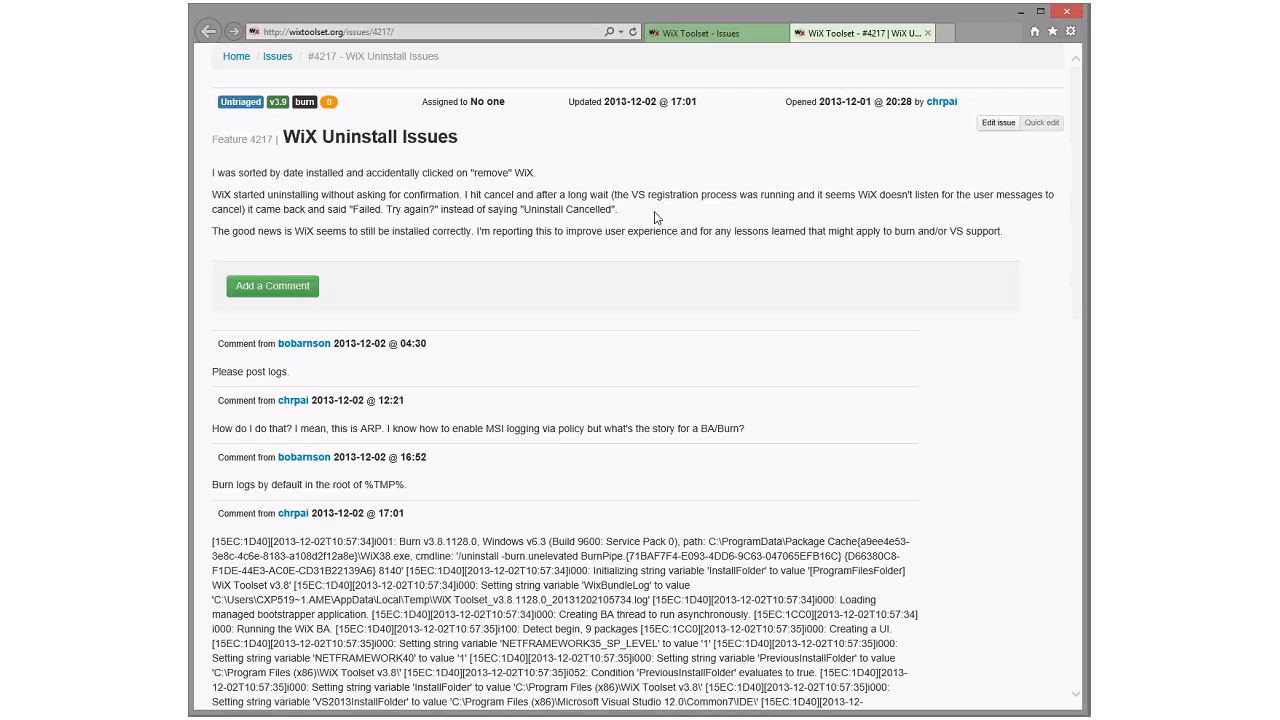 http://wixtoolset.org/issues/4217/
WiX Toolset - Issues
WiX Toolset - #4217 | WiX U...
Home / Issues / #4217 - WiX Uninstall Issues
Untriaged v3.9 burn 0
Assigned to No one
Updated 2013-12-02 @ 17:01
Opened 2013-12-01 @ 20:28 by chrpai
Edit issue Quick edit
Feature 4217 | WiX Uninstall Issues
I was sorted by date installed and accidentally clicked on "remove" WiX.
WiX started uninstalling without asking for confirmation. I hit cancel and after a long wait (the VS registration process was running and it seems WiX doesn't listen for the user messages to
cancel) it came back and said "Failed. Try again?" instead of saying "Uninstall Cancelled".
The good news is WiX seems to still be installed correctly. I'm reporting this to improve user experience and for any lessons learned that might apply to burn and/or VS support.
Add a Comment
Comment from bobarnson 2013-12-02 @ 04:30
Please post logs.
Comment from chrpai 2013-12-02 @ 12:21
How do I do that? I mean, this is ARP. I know how to enable MSI logging via policy but what's the story for a BA/Burn?
Comment from bobarnson 2013-12-02 @ 16:52
Burn logs by default in the root of %TMP%.
Comment from chrpai 2013-12-02 @ 17:01
[15EC:1D40][2013-12-02T10:57:34]i001: Burn v3.8.1128.0, Windows v6.3 (Build 9600: Service Pack 0), path: C:\ProgramData\Package Cache{a9ee4e53-
3e8c-4c6e-8183-a108d2f12a8e}\WiX38.exe, cmdline: '/uninstall -burn.unelevated BurnPipe.{71BAF7F4-E093-4DD6-9C63-047065EFB16C} {D66380C8-
F1DE-44E3-AC0E-CD31B22139A6} 8140' [15EC:1D40][2013-12-02T10:57:34]i000: Initializing string variable 'InstallFolder' to value '[ProgramFilesFolder]
WiX Toolset v3.8' [15EC:1D40][2013-12-02T10:57:34]i000: Setting string variable 'WixBundleLog' to value
'C:\Users\CXP519~1.AME\AppData\Local\Temp\WiX Toolset_v3.8.1128.0_20131202105734.log' [15EC:1D40][2013-12-02T10:57:34]i000: Loading
managed bootstrapper application. [15EC:1D40][2013-12-02T10:57:34]i000: Creating BA thread to run asynchronously. [15EC:1CC0][2013-12-02T10:57:34]
i000: Running the WiX BA. [15EC:1D40][2013-12-02T10:57:35]i100: Detect begin, 9 packages [15EC:1CC0][2013-12-02T10:57:35]i000: Creating a UI.
[15EC:1D40][2013-12-02T10:57:35]i000: Setting string variable 'NETFRAMEWORK35_SP_LEVEL' to value '1' [15EC:1D40][2013-12-02T10:57:35]i000:
Setting string variable 'NETFRAMEWORK40' to value '1' [15EC:1D40][2013-12-02T10:57:35]i000: Setting string variable 'PreviousInstallFolder' to value
'C:\Program Files (x86)\WiX Toolset v3.8\' [15EC:1D40][2013-12-02T10:57:35]i052: Condition 'PreviousInstallFolder' evaluates to true. [15EC:1D40][2013-
12-02T10:57:35]i000: Setting string variable 'InstallFolder' to value 'C:\Program Files (x86)\WiX Toolset v3.8\' [15EC:1D40][2013-12-02T10:57:35]i000:
Setting string variable 'VS2013InstallFolder' to value 'C:\Program Files (x86)\Microsoft Visual Studio 12.0\Common7\IDE\' [15EC:1D40][2013-12-